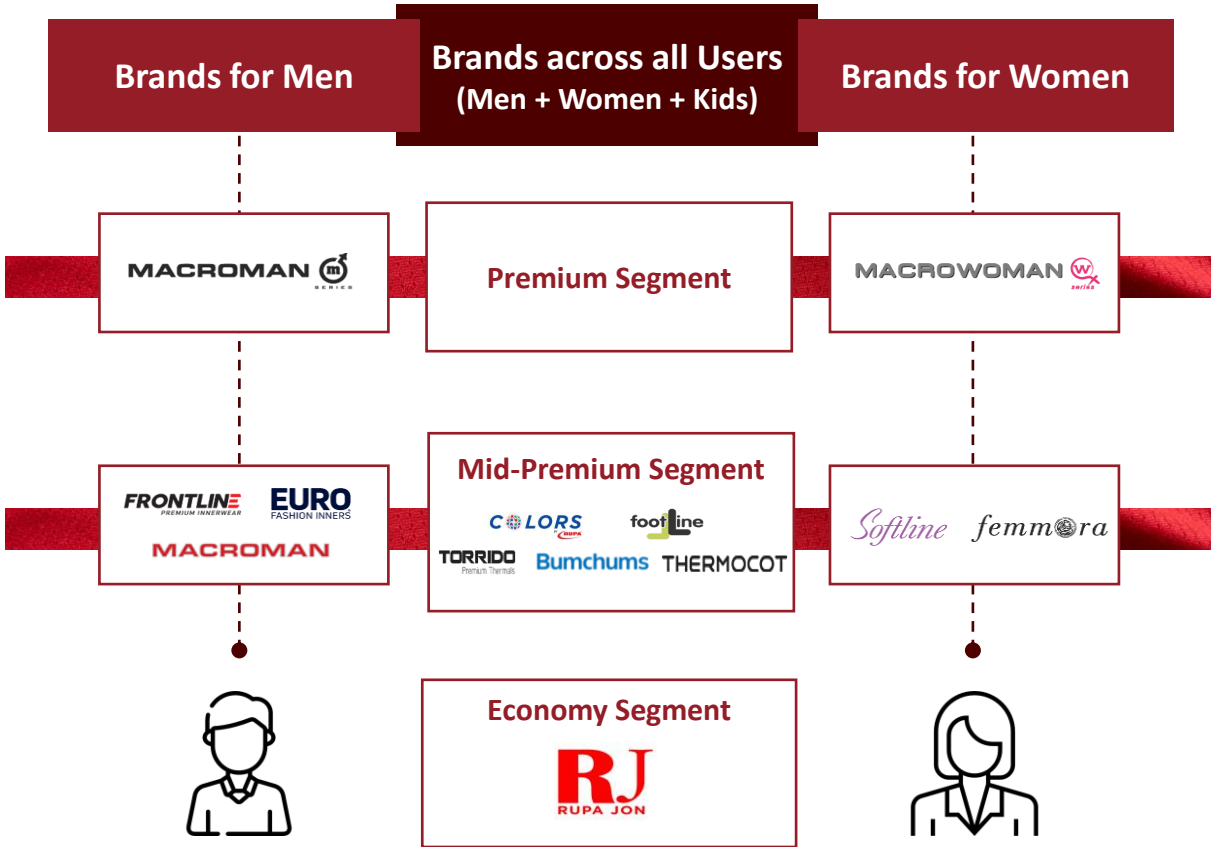 Brands for Men
Brands across all Users
(Men + Women + Kids)
Brands for Women
MACROMAN m
SERIES
Premium Segment
MACROWOMAN W
series
Mid-Premium Segment
FRONTLINE
PREMIUM INNERWEAR
EURO
FASHION INNERS
MACROMAN
COLORS
by RUPA
footLine
TORRIDO
Premium Thermals
Bumchums
THERMOCOT
Softline
femmora
Economy Segment
RJ
RUPA JON